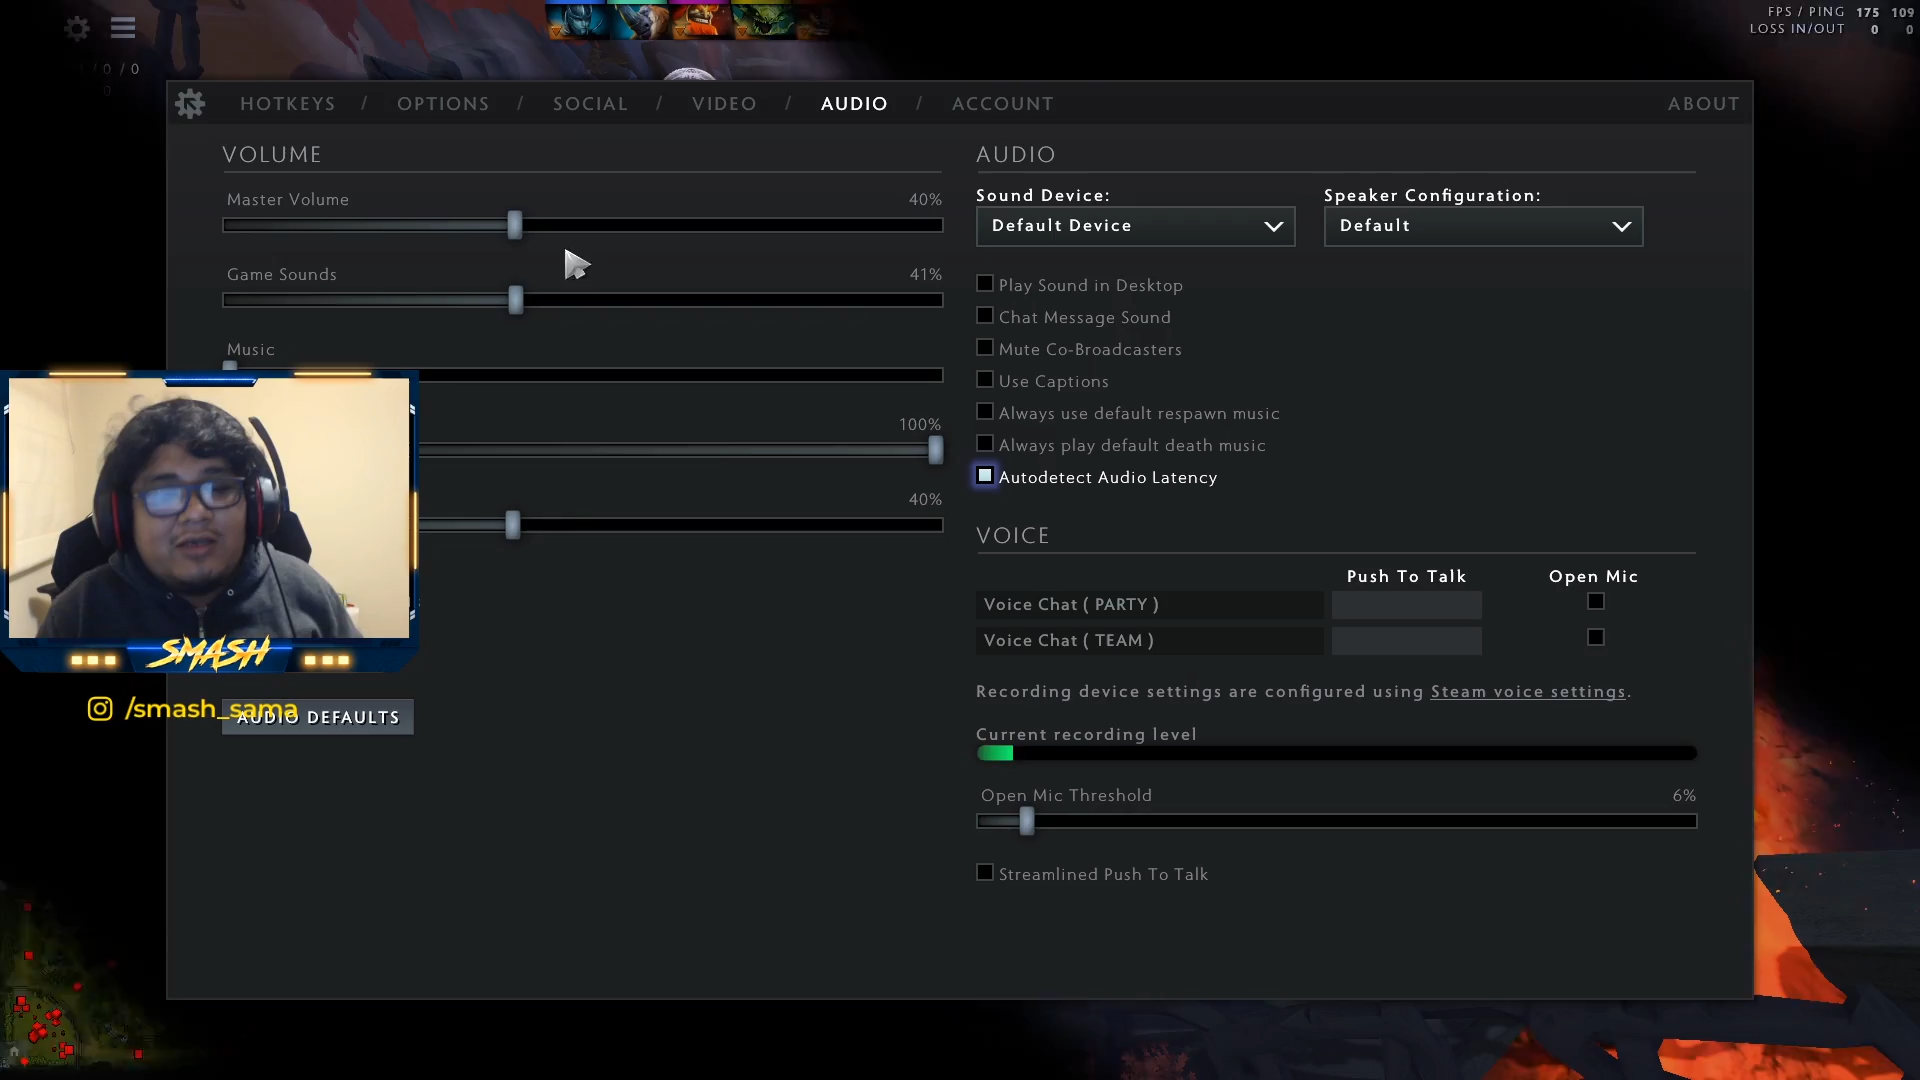 FPS / PING 175 109
LOSS IN/OUT 0 0
/ 0 / 0
0
HOTKEYS / OPTIONS / SOCIAL / VIDEO / AUDIO / ACCOUNT
ABOUT
VOLUME
Master Volume 40%
Game Sounds 41%
Music
100%
40%
SMASH
/smash_sama
AUDIO DEFAULTS
AUDIO
Sound Device: Speaker Configuration:
Default Device Default
Play Sound in Desktop
Chat Message Sound
Mute Co-Broadcasters
Use Captions
Always use default respawn music
Always play default death music
Autodetect Audio Latency
VOICE
Push To Talk Open Mic
Voice Chat ( PARTY )
Voice Chat ( TEAM )
Recording device settings are configured using Steam voice settings.
Current recording level
Open Mic Threshold 6%
Streamlined Push To Talk